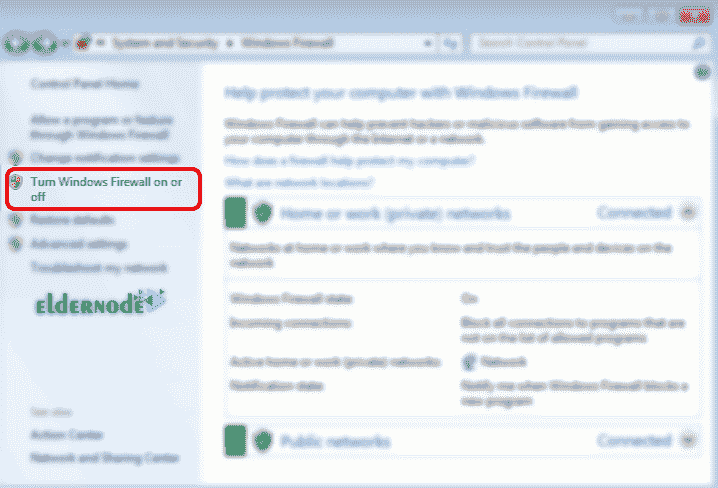 System and Security
Windows Firewall
Search Control Panel
Control Panel Home
Allow a program or feature
through Windows Firewall
Change notification settings
Turn Windows Firewall on or
off
Restore defaults
Advanced settings
Troubleshoot my network
ELDERNODE
See also
Action Center
Network and Sharing Center
Help protect your computer with Windows Firewall
Windows Firewall can help prevent hackers or malicious software from gaining access to
your computer through the Internet or a network.
How does a firewall help protect my computer?
What are network locations?
Home or work (private) networks
Connected
Networks at home or work where you know and trust the people and devices on the
network
Windows Firewall state
On
Incoming connections
Block all connections to programs that are
not on the list of allowed programs
Active home or work (private) networks
Network
Notification state
Notify me when Windows Firewall blocks a
new program
Public networks
Connected